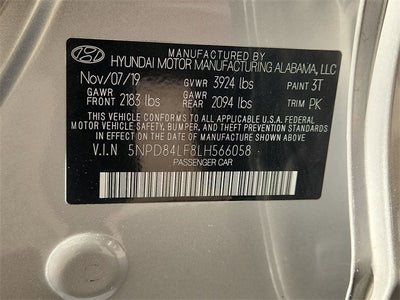 MANUFACTURED BY
HYUNDAI MOTOR MANUFACTURING ALABAMA, LLC
Nov/07/19 GVWR 3924 lbs PAINT 3T
GAWR FRONT 2183 lbs GAWR REAR 2094 lbs TRIM PK
THIS VEHICLE CONFORMS TO ALL APPLICABLE U.S.A. FEDERAL
MOTOR VEHICLE SAFETY, BUMPER, AND THEFT PREVENTION
STANDARDS IN EFFECT ON THE DATE OF MANUFACTURE
SHOWN ABOVE.
V.I.N 5NPD84LF8LH566058
PASSENGER CAR